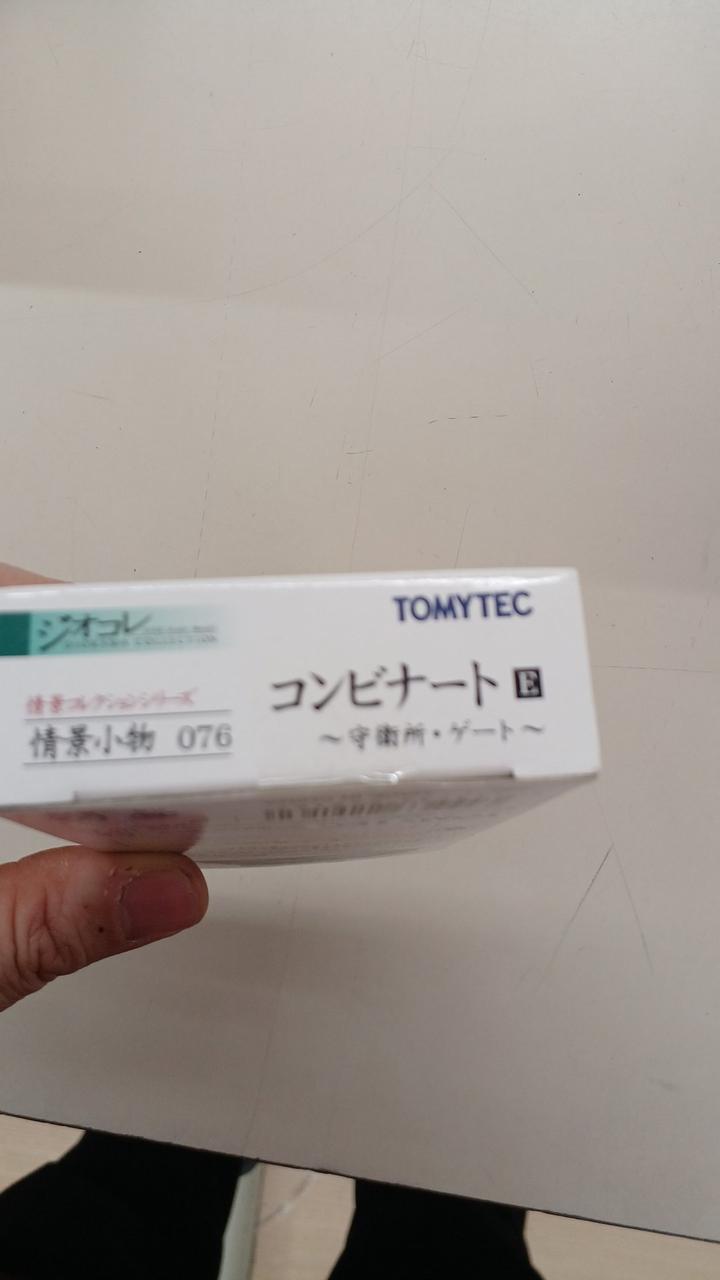 ジオコレ
TOMYTEC
情景コレクションシリーズ
情景小物 076
コンビナート E
～守衛所・ゲート～